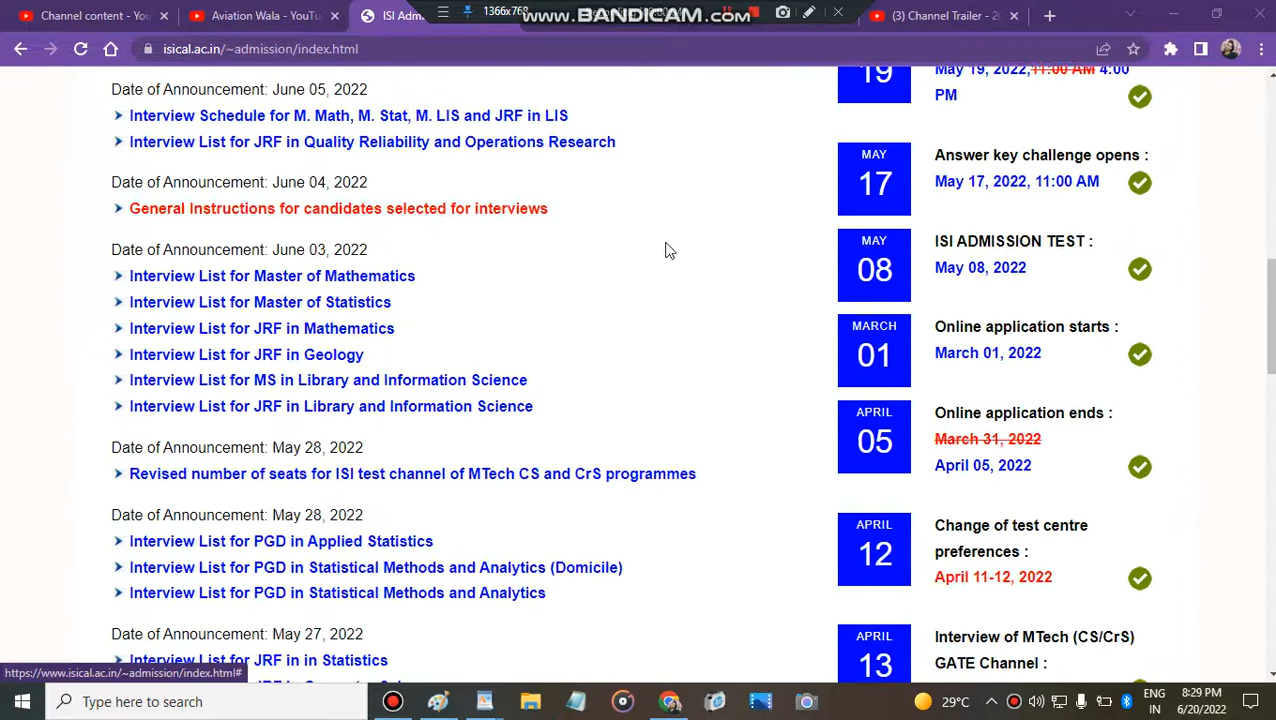 Channel content - You
Aviation Wala - YouTu
ISI Adm
1366x768
www.BANDICAM.com
(3) Channel Trailer - 20
isical.ac.in/~admission/index.html
Date of Announcement: June 05, 2022
Interview Schedule for M. Math, M. Stat, M. LIS and JRF in LIS
Interview List for JRF in Quality Reliability and Operations Research
Date of Announcement: June 04, 2022
General Instructions for candidates selected for interviews
Date of Announcement: June 03, 2022
Interview List for Master of Mathematics
Interview List for Master of Statistics
Interview List for JRF in Mathematics
Interview List for JRF in Geology
Interview List for MS in Library and Information Science
Interview List for JRF in Library and Information Science
Date of Announcement: May 28, 2022
Revised number of seats for ISI test channel of MTech CS and CrS programmes
Date of Announcement: May 28, 2022
Interview List for PGD in Applied Statistics
Interview List for PGD in Statistical Methods and Analytics (Domicile)
Interview List for PGD in Statistical Methods and Analytics
Date of Announcement: May 27, 2022
Interview List for JRF in in Statistics
19
May 19, 2022, 11:00 AM 4:00
PM
MAY
17
Answer key challenge opens :
May 17, 2022, 11:00 AM
MAY
08
ISI ADMISSION TEST :
May 08, 2022
MARCH
01
Online application starts :
March 01, 2022
APRIL
05
Online application ends :
March 31, 2022
April 05, 2022
APRIL
12
Change of test centre
preferences :
April 11-12, 2022
APRIL
13
Interview of MTech (CS/CrS)
GATE Channel :
https://www.isical.ac.in/~admission/index.html#
Type here to search
29°C
ENG
IN
8:29 PM
6/20/2022